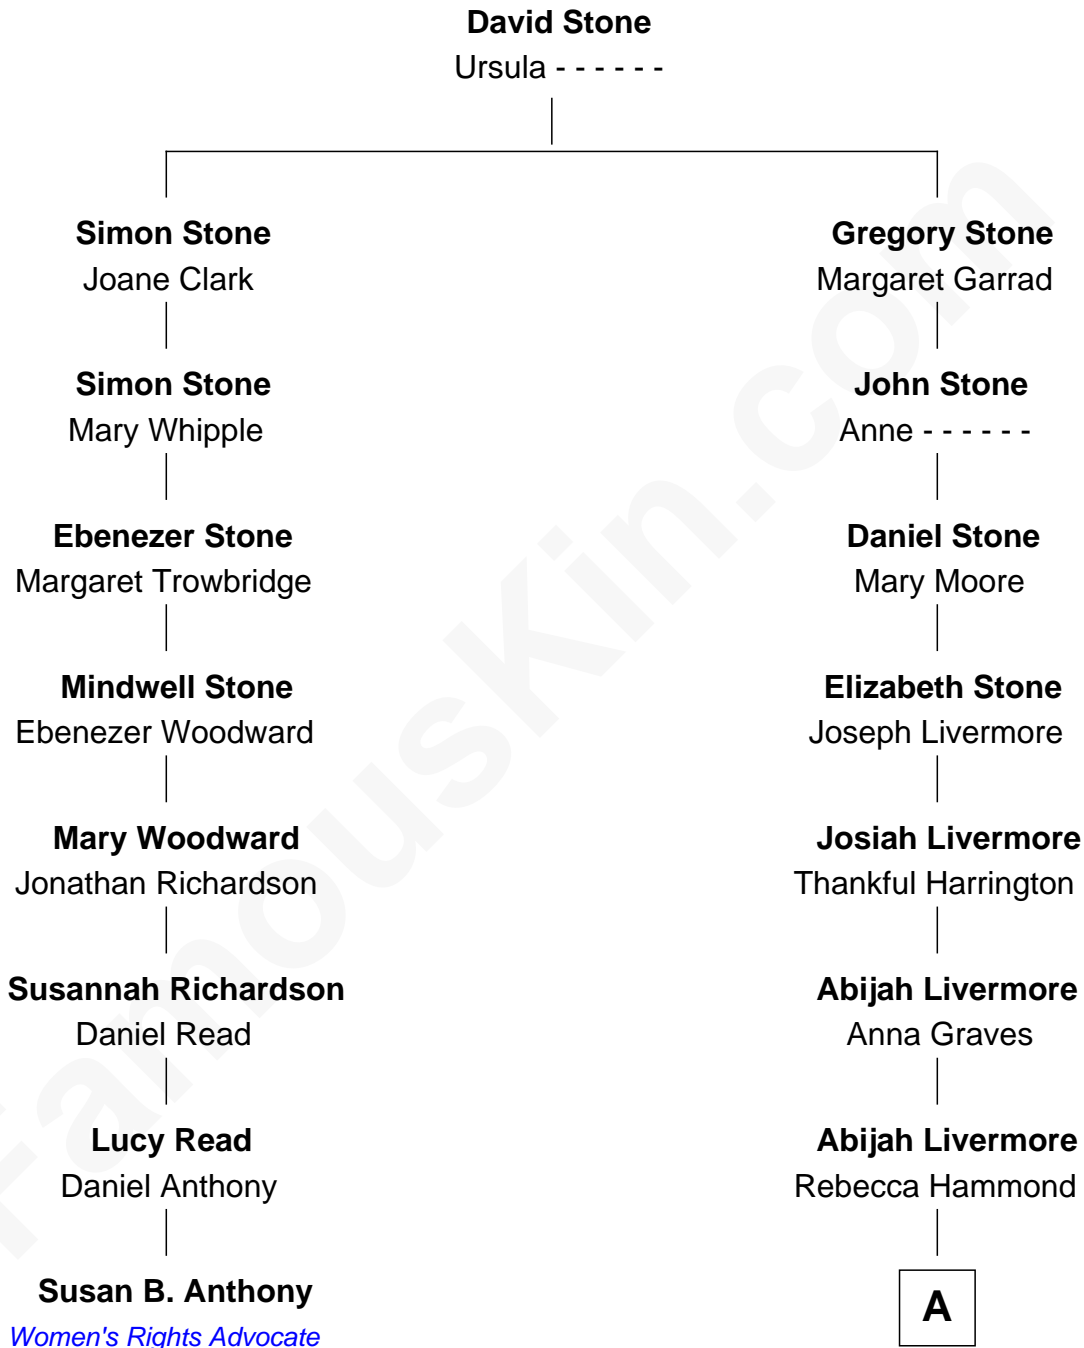 David Stone
Ursula - - - - - -
Simon Stone
Joane Clark
Gregory Stone
Margaret Garrad
Simon Stone
Mary Whipple
John Stone
Anne - - - - - -
Ebenezer Stone
Margaret Trowbridge
Daniel Stone
Mary Moore
Mindwell Stone
Ebenezer Woodward
Elizabeth Stone
Joseph Livermore
Mary Woodward
Jonathan Richardson
Josiah Livermore
Thankful Harrington
Susannah Richardson
Daniel Read
Abijah Livermore
Anna Graves
Lucy Read
Daniel Anthony
Abijah Livermore
Rebecca Hammond
Susan B. Anthony
Women's Rights Advocate
A
FamousKin.com